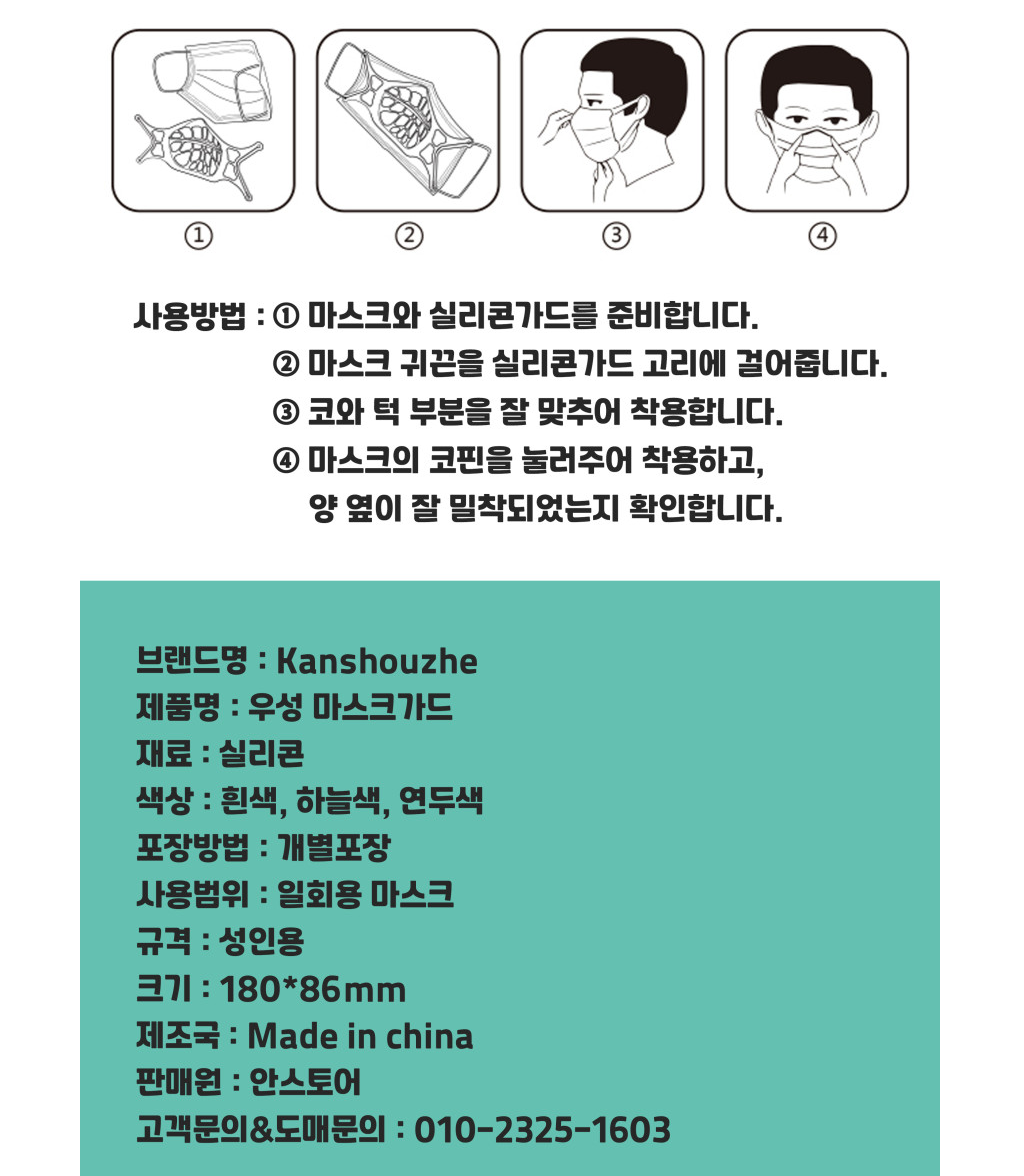 ① ② ③ ④
사용방법 : ① 마스크와 실리콘가드를 준비합니다.
② 마스크 귀끈을 실리콘가드 고리에 걸어줍니다.
③ 코와 턱 부분을 잘 맞추어 착용합니다.
④ 마스크의 코핀을 눌러주어 착용하고,
양 옆이 잘 밀착되었는지 확인합니다.
브랜드명 : Kanshouzhe
제품명 : 우성 마스크가드
재료 : 실리콘
색상 : 흰색, 하늘색, 연두색
포장방법 : 개별포장
사용범위 : 일회용 마스크
규격 : 성인용
크기 : 180*86mm
제조국 : Made in china
판매원 : 안스토어
고객문의&도매문의 : 010-2325-1603